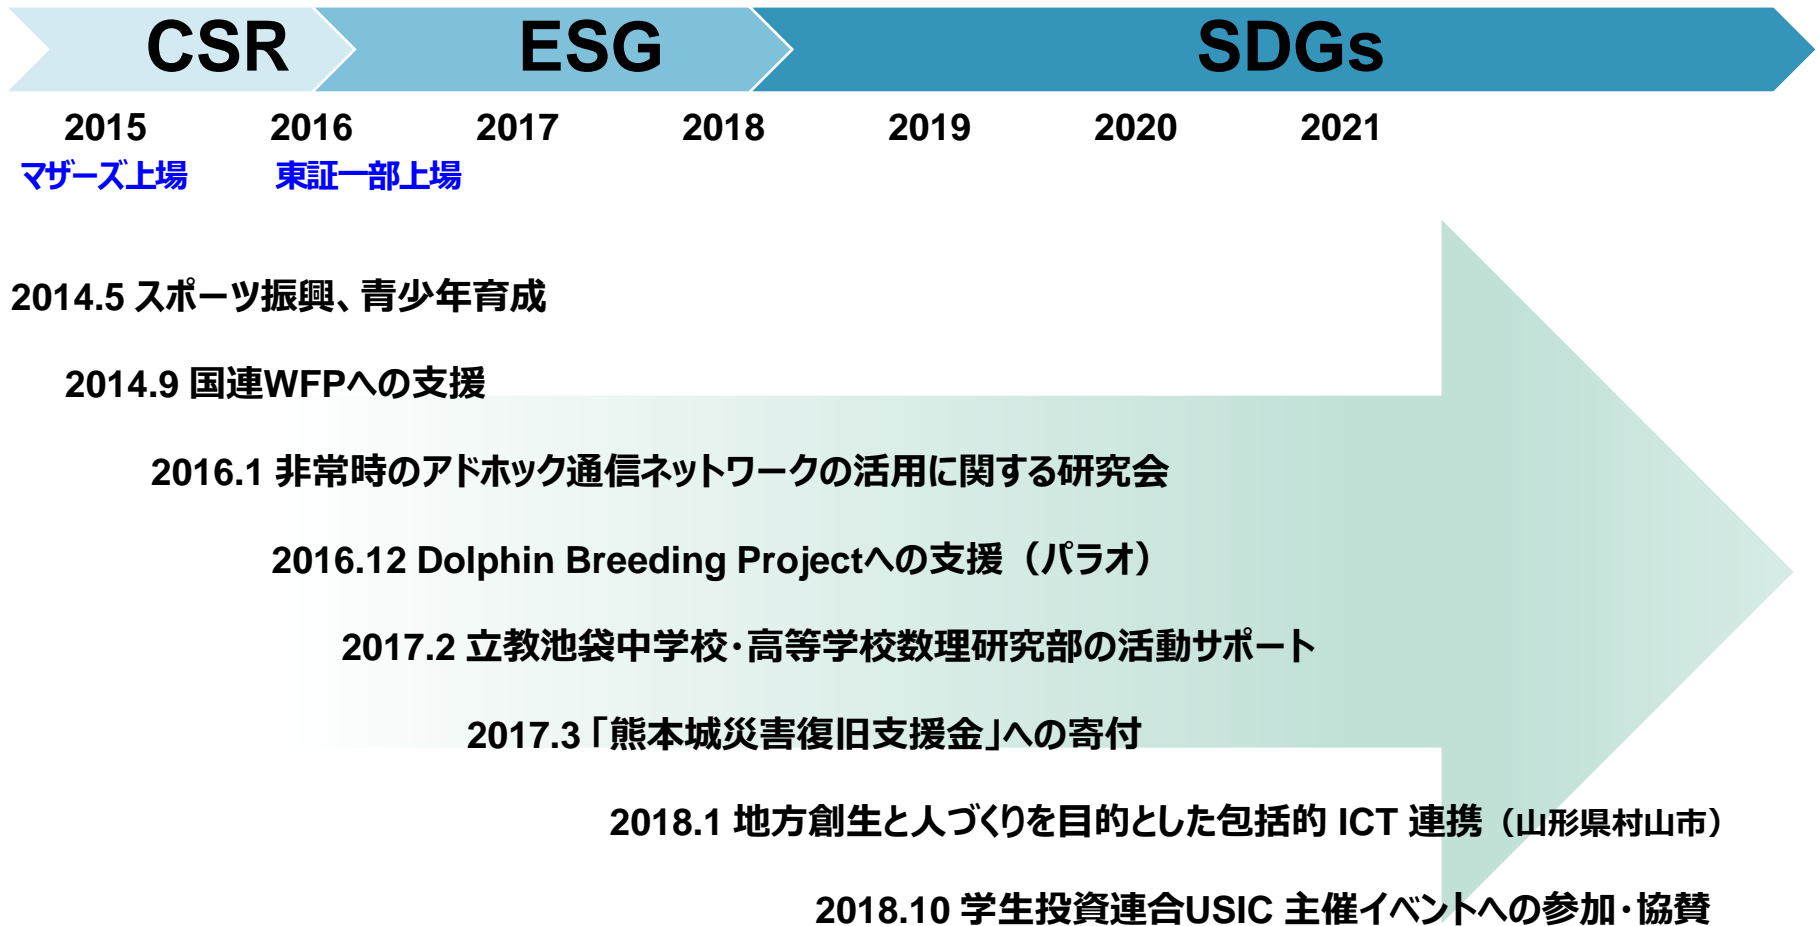 CSR ESG SDGs
2015 2016 2017 2018 2019 2020 2021
マザーズ上場 東証一部上場
2014.5 スポーツ振興、青少年育成
2014.9 国連WFPへの支援
2016.1 非常時のアドホック通信ネットワークの活用に関する研究会
2016.12 Dolphin Breeding Projectへの支援（パラオ）
2017.2 立教池袋中学校・高等学校数理研究部の活動サポート
2017.3「熊本城災害復旧支援金」への寄付
2018.1 地方創生と人づくりを目的とした包括的 ICT 連携（山形県村山市）
2018.10 学生投資連合USIC 主催イベントへの参加・協賛